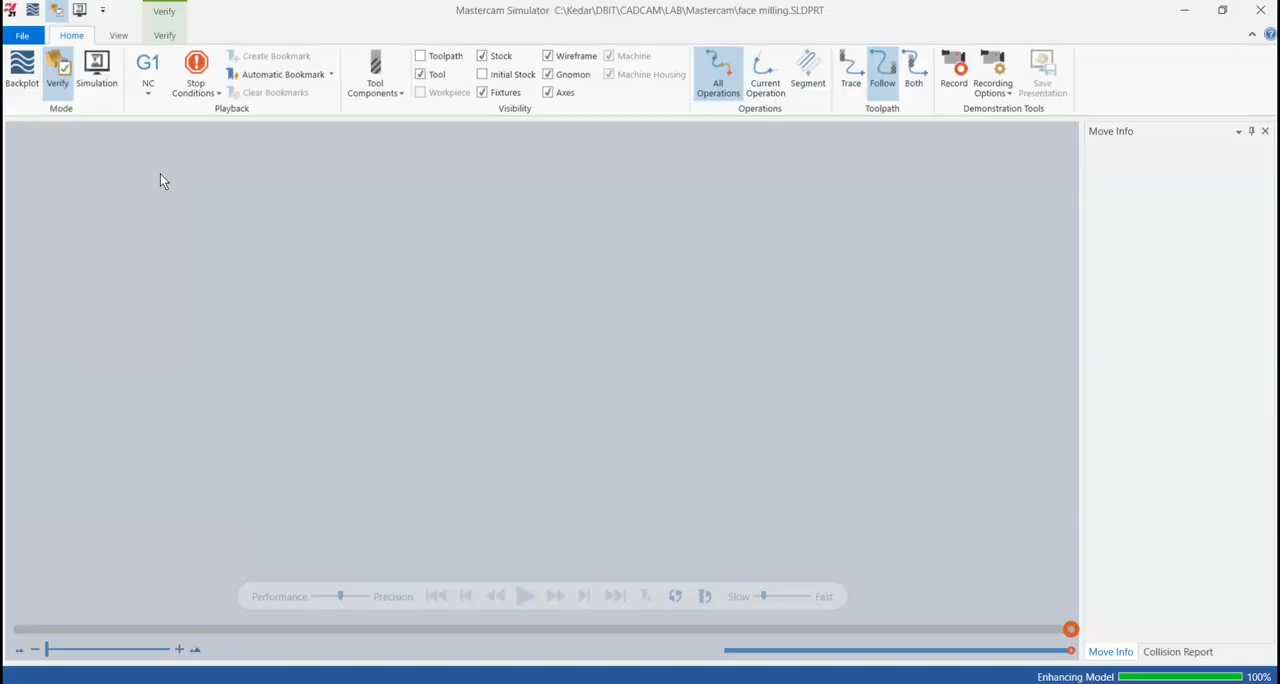 Verify
Mastercam Simulator C:\Kedar\DBIT\CADCAM\LAB\Mastercam\face milling.SLDPRT
File Home View Verify
Backplot Verify Simulation
Mode
G1
NC Stop Conditions
Create Bookmark
Automatic Bookmark
Clear Bookmarks
Playback
Tool Components
Toolpath Stock Wireframe Machine
Tool Initial Stock Gnomon Machine Housing
Workpiece Fixtures Axes
Visibility
All Operations Current Operation Segment
Operations
Trace Follow Both
Toolpath
Record Recording Options Save Presentation
Demonstration Tools
Move Info
Performance Precision Slow Fast
Move Info Collision Report
Enhancing Model 100%